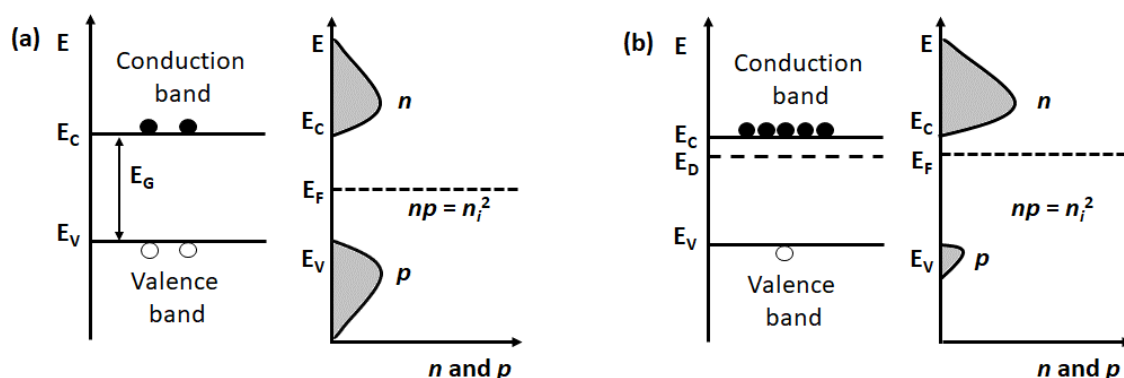 (a)
E
Conduction
band
E_C
E_G
E_V
Valence
band
E
n
E_C
E_F
np = n_i^2
E_V
p
n and p
(b)
E
Conduction
band
E_C
E_D
E_V
Valence
band
E
n
E_C
E_F
np = n_i^2
E_V
p
n and p